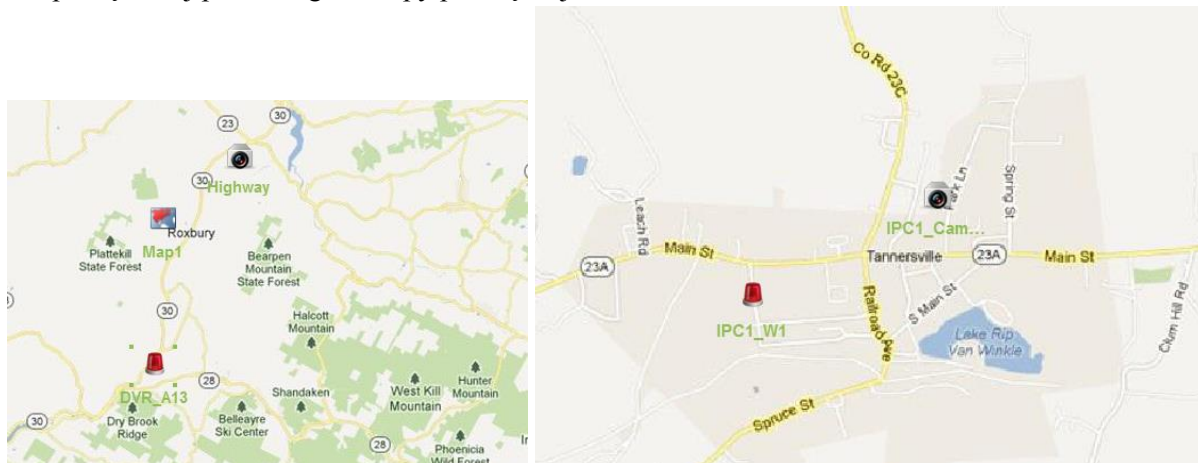 23
30
30
Highway
Roxbury
Map1
Plattekill
State Forest
Bearpen
Mountain
State Forest
30
Halcott
Mountain
28
DVR_A13
30
Dry Brook
Ridge
Belleayre
Ski Center
Shandaken
West Kill
Mountain
Hunter
Mountain
28
Phoenicia
Wild Forest
Co Rd 23C
Park Ln
Spring St
Leach Rd
IPC1_Cam...
Main St
Tannersville
23A
Main St
23A
IPC1_W1
Railroad Ave
S Main St
Lake Rip
Van Winkle
Clum Hill Rd
Spruce St